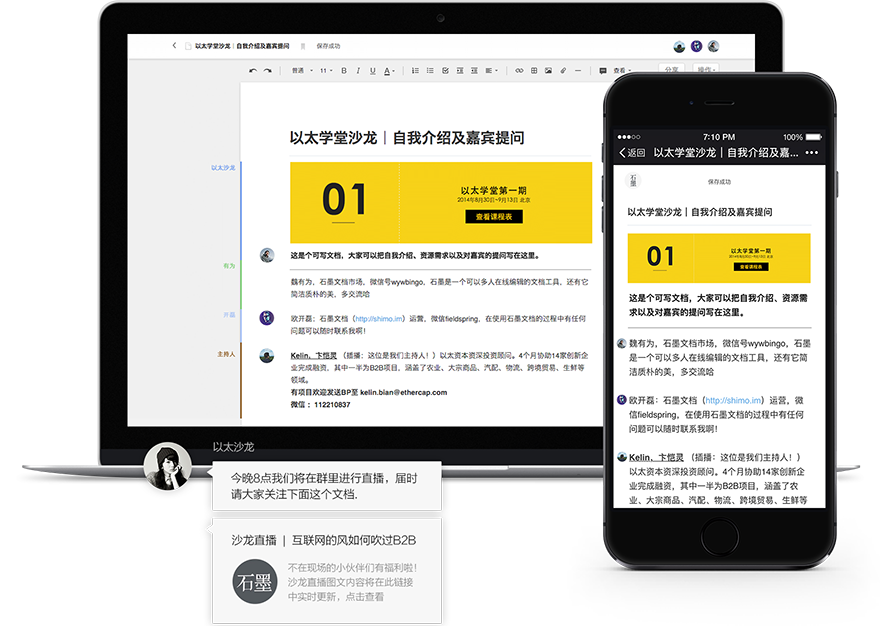 以太学堂沙龙｜自我介绍及嘉宾提问
保存成功
普通
11
B I U A
查看
分享
操作
以太学堂沙龙｜自我介绍及嘉宾提问
以太沙龙
01
以太学堂第一期
2014年8月30日~9月13日 北京
查看课程表
这是个可写文档，大家可以把自我介绍、资源需求以及对嘉宾的提问写在这里。
有为
魏有为，石墨文档市场，微信号wywbingo，石墨是一个可以多人在线编辑的文档工具，还有它
简洁质朴的美，多交流哈
开磊
欧开磊：石墨文档（http://shimo.im）运营，微信fieldspring，在使用石墨文档的过程中有任何
问题可以随时联系我啊！
主持人
Kelin、卞恺灵 （插播：这位是我们主持人！）以太资本资深投资顾问。4个月协助14家创新企
业完成融资，其中一半为B2B项目，涵盖了农业、大宗商品、汽配、物流、跨境贸易、生鲜等
领域。
有项目欢迎发送BP至 kelin.bian@ethercap.com
微信 ：112210837
以太沙龙
今晚8点我们将在群里进行直播，届时
请大家关注下面这个文档.
沙龙直播 | 互联网的风如何吹过B2B
石墨
不在现场的小伙伴们有福利啦！
沙龙直播图文内容将在此链接
中实时更新，点击查看
7:10 PM
100%
返回
以太学堂沙龙｜自我介绍及嘉...
石墨
保存成功
以太学堂沙龙｜自我介绍及嘉宾提问
01
以太学堂第一期
2014年8月30日~9月13日 北京
查看课程表
这是个可写文档，大家可以把自我介绍、资源需
求以及对嘉宾的提问写在这里。
魏有为，石墨文档市场，微信号wywbingo，石墨
是一个可以多人在线编辑的文档工具，还有它简
洁质朴的美，多交流哈
欧开磊：石墨文档（http://shimo.im）运营，微
信fieldspring，在使用石墨文档的过程中有任何
问题可以随时联系我啊！
Kelin、卞恺灵 （插播：这位是我们主持人！）
以太资本资深投资顾问。4个月协助14家创新企
业完成融资，其中一半为B2B项目，涵盖了农
业、大宗商品、汽配、物流、跨境贸易、生鲜等